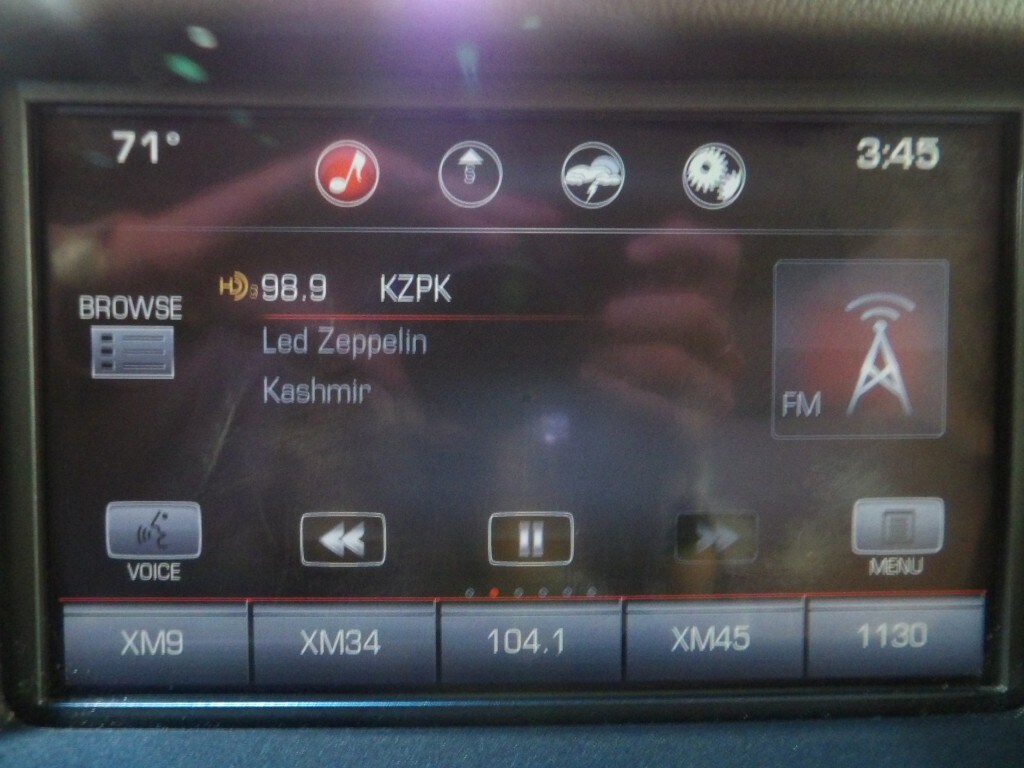 71° 3:45
HD 98.9 KZPK
BROWSE
Led Zeppelin
Kashmir
FM
VOICE
MENU
XM9 XM34 104.1 XM45 1130